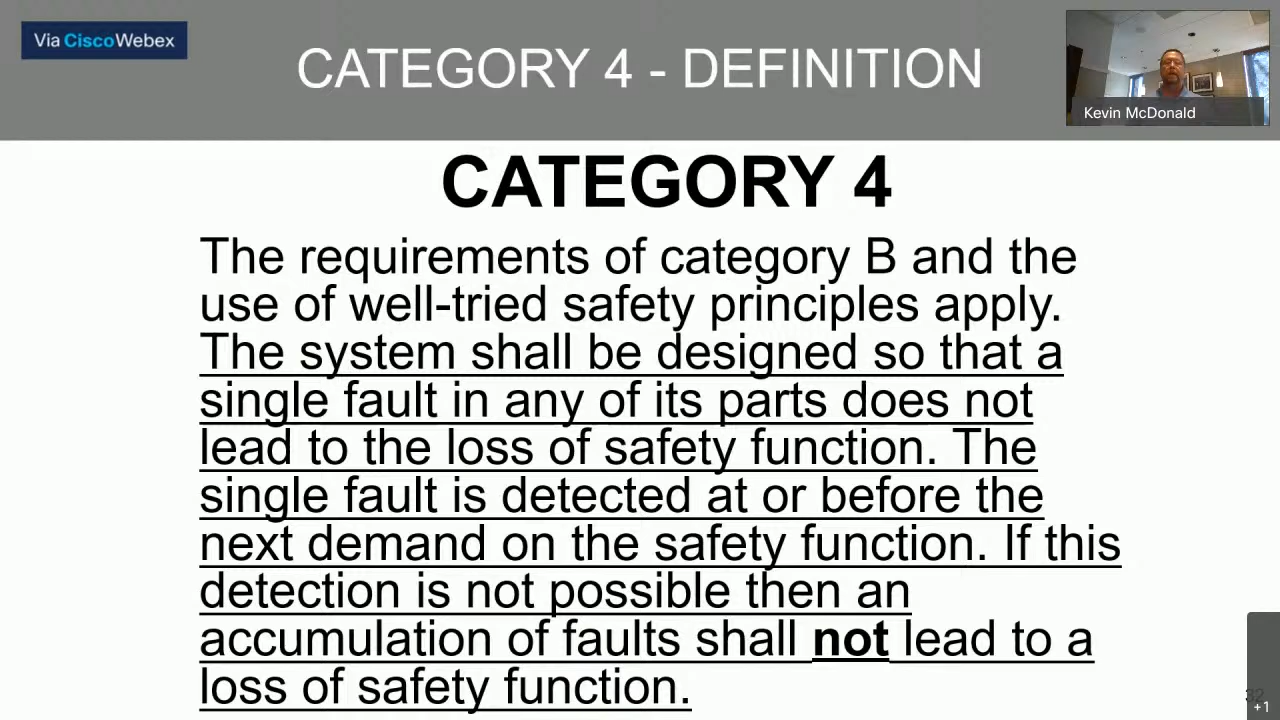 Via Cisco Webex
CATEGORY 4 - DEFINITION
Kevin McDonald
CATEGORY 4
The requirements of category B and the
use of well-tried safety principles apply.
The system shall be designed so that a
single fault in any of its parts does not
lead to the loss of safety function. The
single fault is detected at or before the
next demand on the safety function. If this
detection is not possible then an
accumulation of faults shall not lead to a
loss of safety function.
32
+1